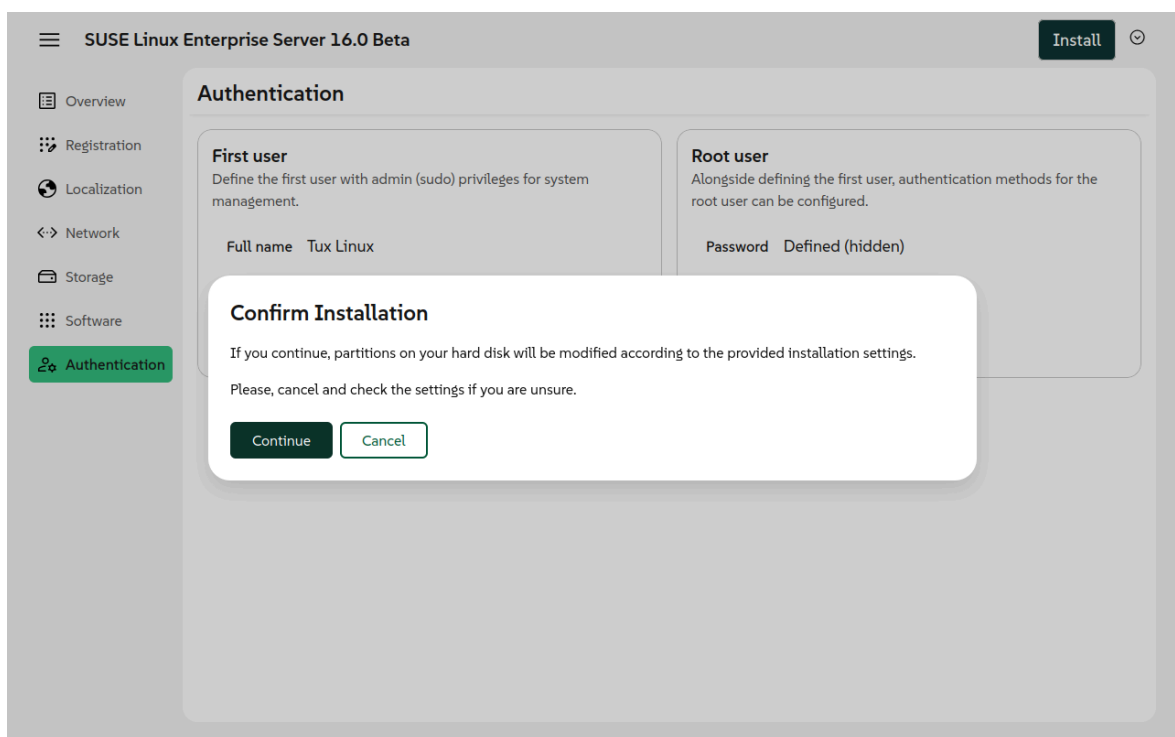 SUSE Linux Enterprise Server 16.0 Beta
Install
Overview
Registration
Localization
Network
Storage
Software
Authentication
Authentication
First user
Define the first user with admin (sudo) privileges for system
management.
Full name Tux Linux
Root user
Alongside defining the first user, authentication methods for the
root user can be configured.
Password Defined (hidden)
Confirm Installation
If you continue, partitions on your hard disk will be modified according to the provided installation settings.
Please, cancel and check the settings if you are unsure.
Continue
Cancel